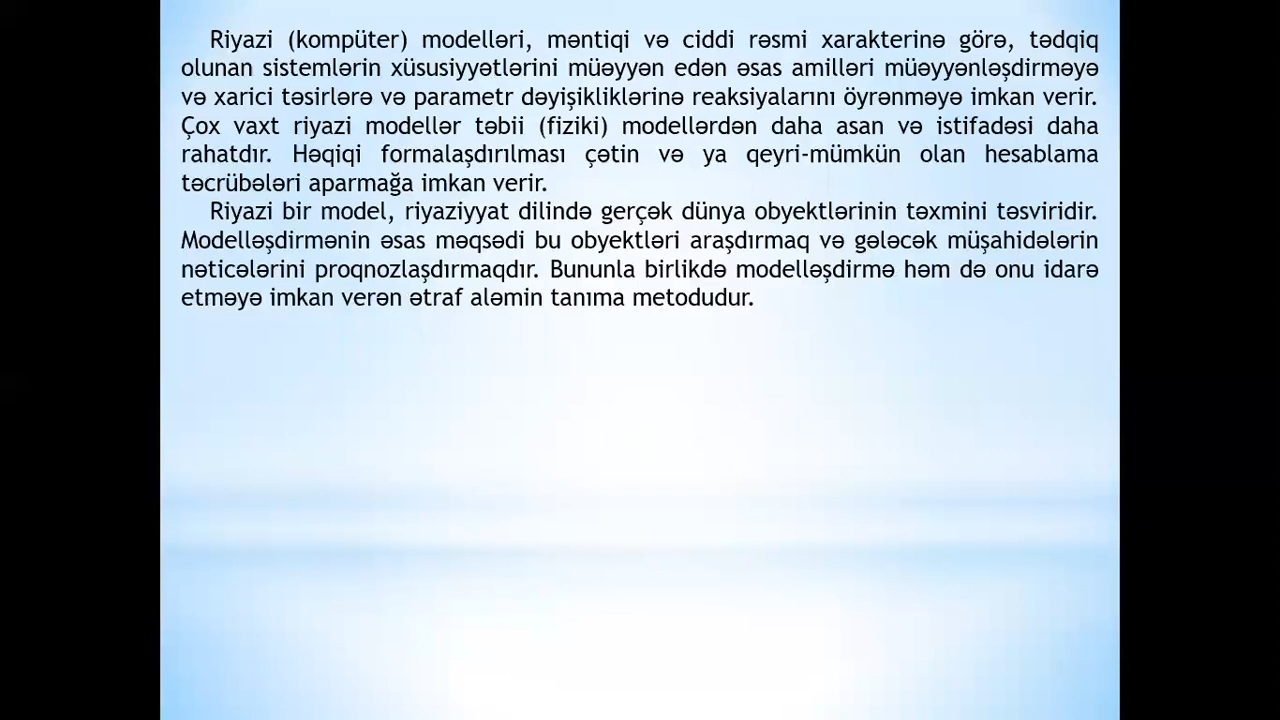 Riyazi (kompüter) modelləri, məntiqi və ciddi rəsmi xarakterinə görə, tədqiq
olunan sistemlərin xüsusiyyətlərini müəyyən edən əsas amilləri müəyyənləşdirməyə
və xarici təsirlərə və parametr dəyişikliklərinə reaksiyalarını öyrənməyə imkan verir.
Çox vaxt riyazi modellər təbii (fiziki) modellərdən daha asan və istifadəsi daha
rahatdır. Həqiqi formalaşdırılması çətin və ya qeyri-mümkün olan hesablama
təcrübələri aparmağa imkan verir.
Riyazi bir model, riyaziyyat dilində gerçək dünya obyektlərinin təxmini təsviridir.
Modelləşdirmənin əsas məqsədi bu obyektləri araşdırmaq və gələcək müşahidələrin
nəticələrini proqnozlaşdırmaqdır. Bununla birlikdə modelləşdirmə həm də onu idarə
etməyə imkan verən ətraf aləmin tanıma metodudur.